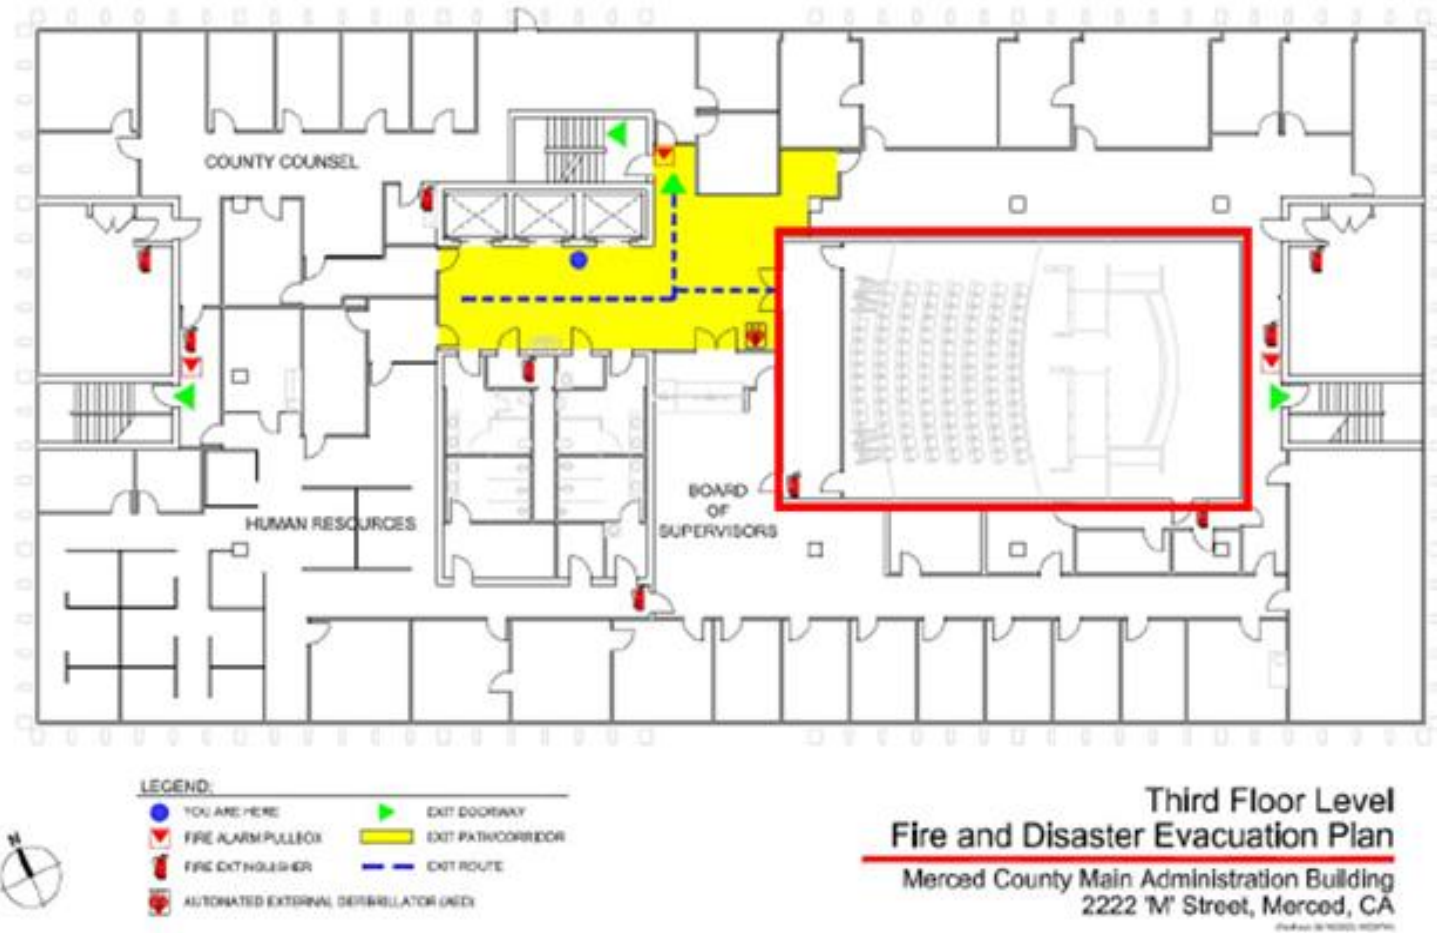 COUNTY COUNSEL
BOARD
OF
SUPERVISORS
HUMAN RESOURCES
LEGEND:
YOU ARE HERE
EXIT DOORWAY
FIRE ALARM PULLBOX
EXIT PATH/CORRIDOR
FIRE EXTINGUISHER
EXIT ROUTE
AUTOMATED EXTERNAL DEFIBRILLATOR (AED)
N
Third Floor Level
Fire and Disaster Evacuation Plan
Merced County Main Administration Building
2222 'M' Street, Merced, CA